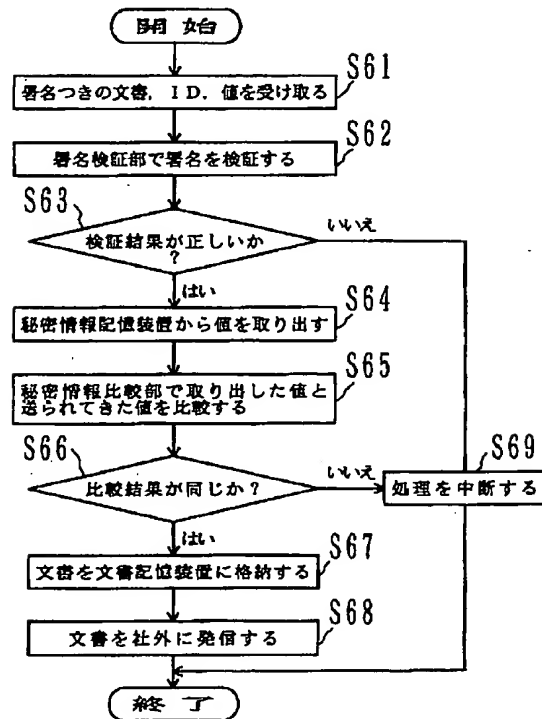 開始
S61
署名つきの文書,ID,値を受け取る
S62
署名検証部で署名を検証する
S63
検証結果が正しいか
?
いいえ
はい
S64
秘密情報記憶装置から値を取り出す
S65
秘密情報比較部で取り出した値と
送られてきた値を比較する
S66
比較結果が同じか?
いいえ
S69
処理を中断する
はい
S67
文書を文書記憶装置に格納する
S68
文書を社外に発信する
終了